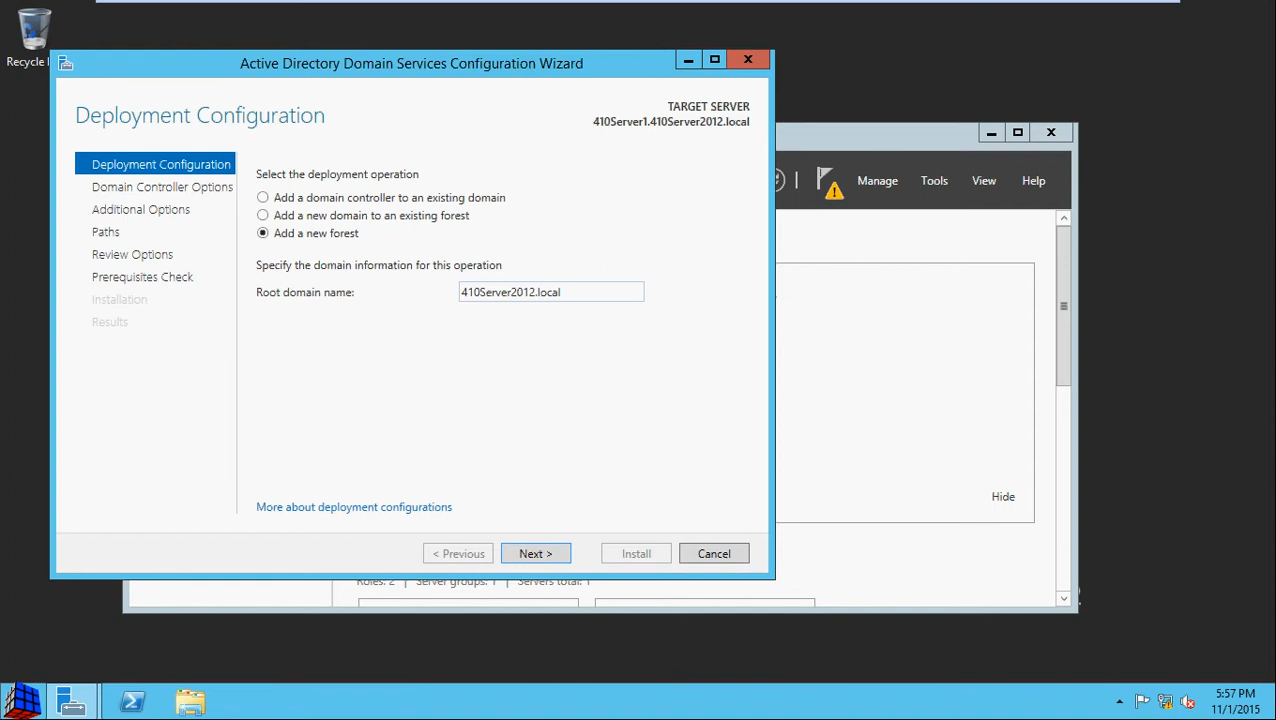 Recycle
Active Directory Domain Services Configuration Wizard
Deployment Configuration
TARGET SERVER
410Server1.410Server2012.local
Deployment Configuration
Domain Controller Options
Additional Options
Paths
Review Options
Prerequisites Check
Installation
Results
Select the deployment operation
Add a domain controller to an existing domain
Add a new domain to an existing forest
Add a new forest
Specify the domain information for this operation
Root domain name: 410Server2012.local
More about deployment configurations
< Previous Next > Install Cancel
Manage Tools View Help
Hide
Roles: 2 | Server groups: 1 | Servers total: 1
5:57 PM
11/1/2015